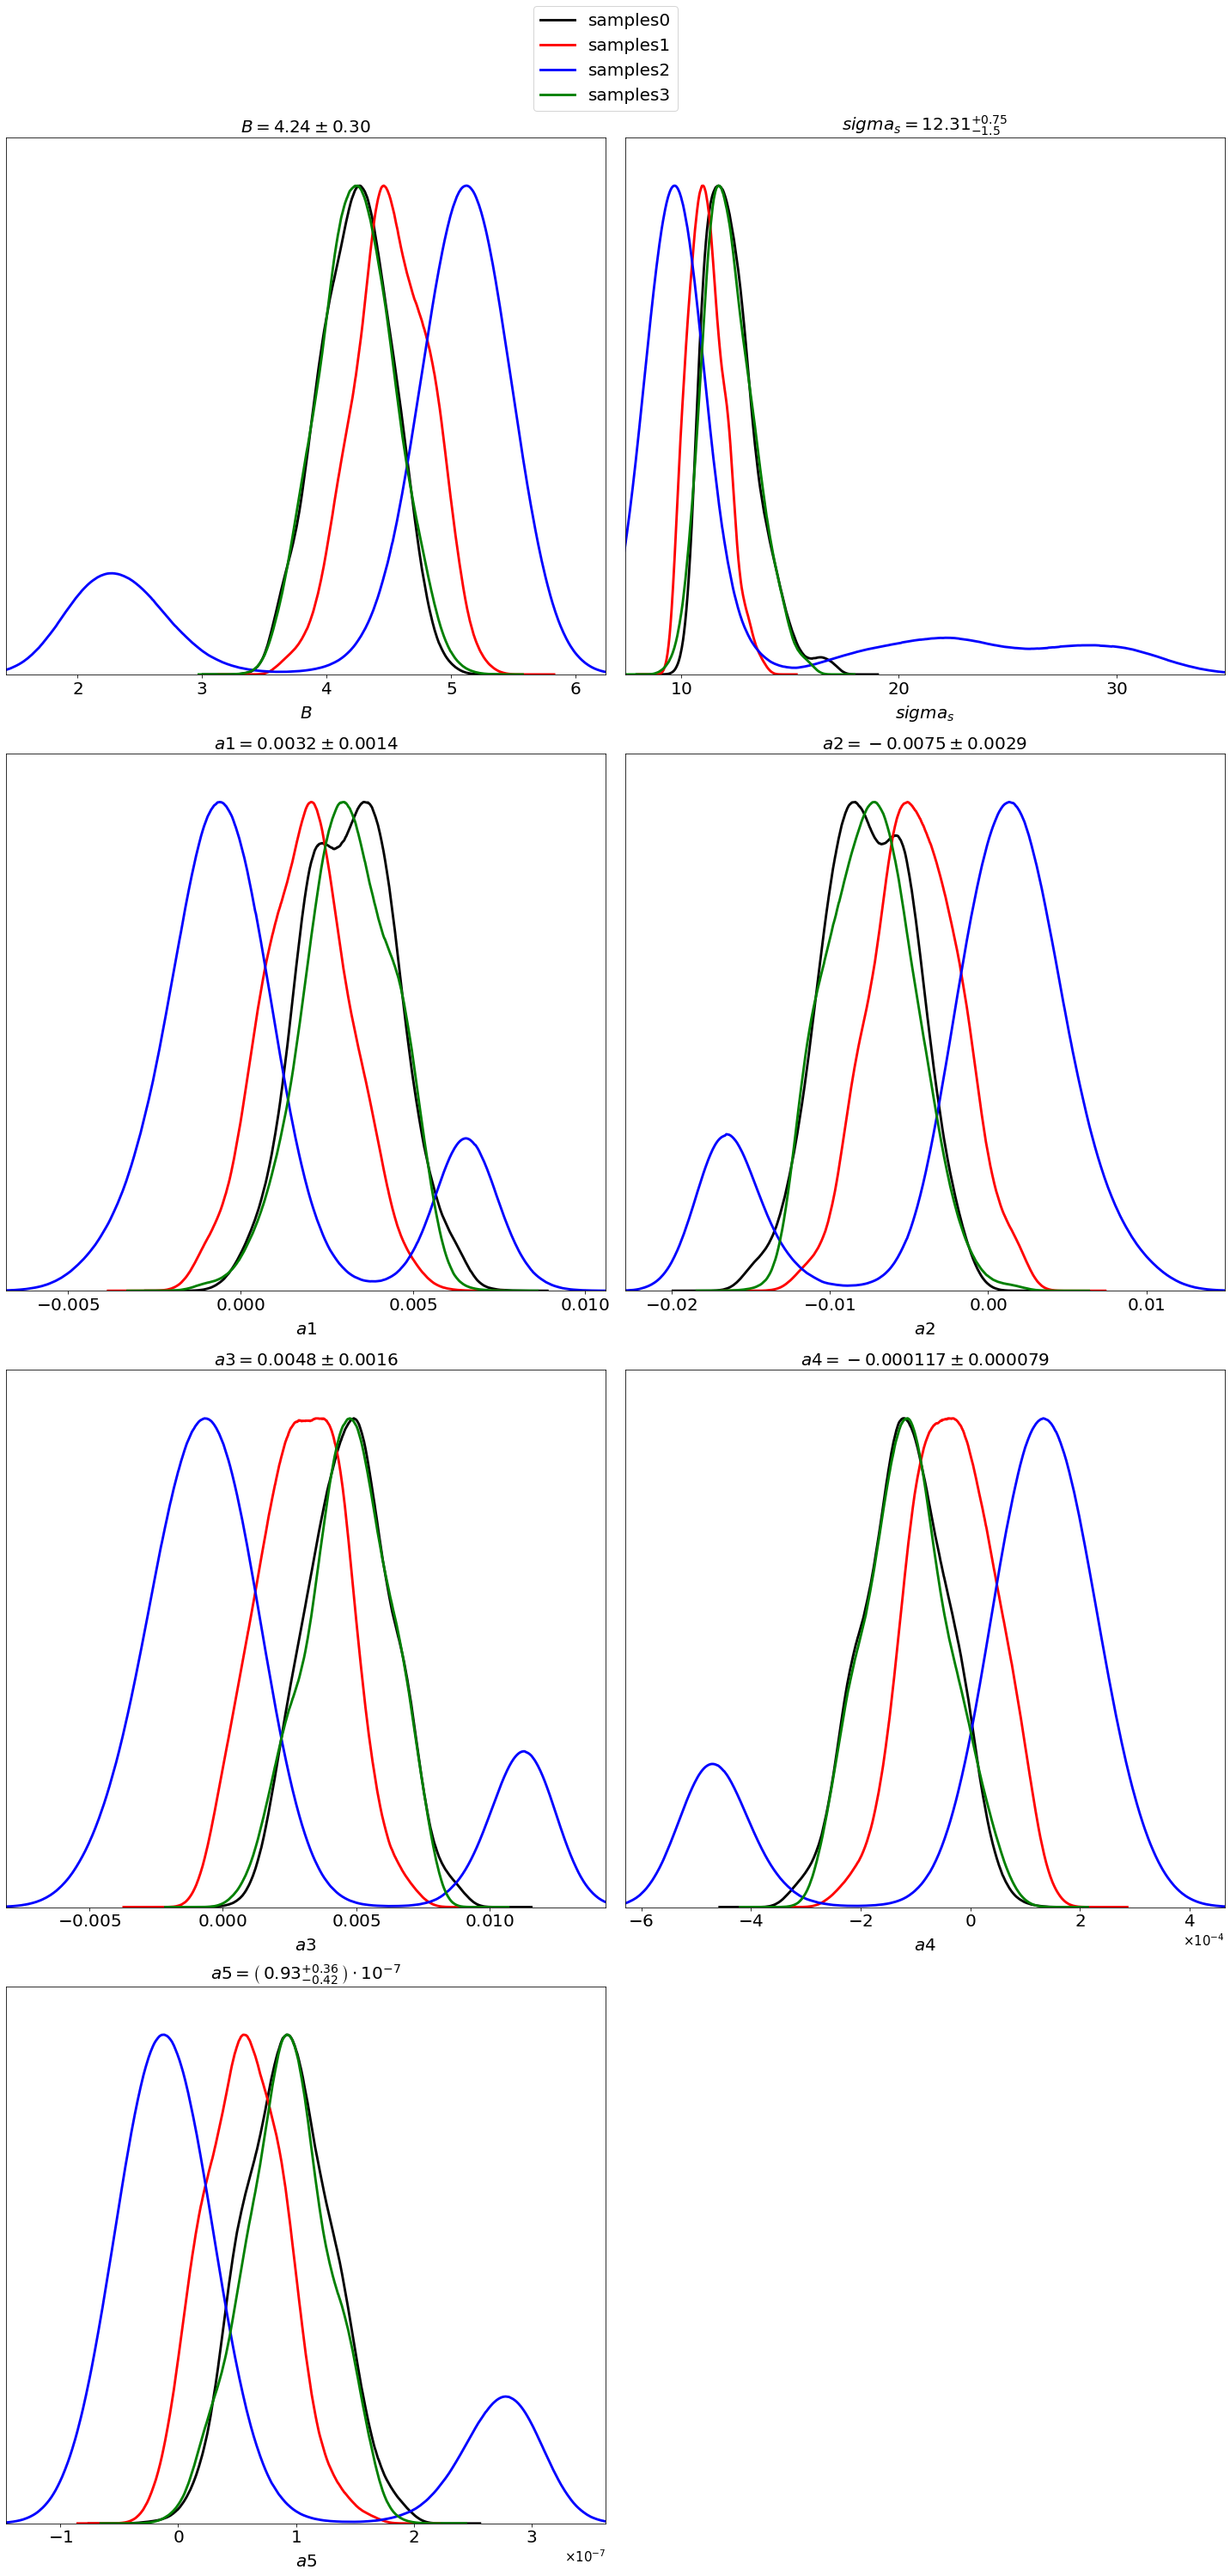 samples0
samples1
samples2
samples3
B = 4.24 ± 0.30
sigma_s = 12.31^{+0.75}_{−1.5}
2 3 4 5 6
10 20 30
B
sigma_s
a1 = 0.0032 ± 0.0014
a2 = −0.0075 ± 0.0029
−0.005 0.000 0.005 0.010
−0.02 −0.01 0.00 0.01
a1
a2
a3 = 0.0048 ± 0.0016
a4 = −0.000117 ± 0.000079
−0.005 0.000 0.005 0.010
−6 −4 −2 0 2 4
×10^{−4}
a3
a4
a5 = (0.93^{+0.36}_{−0.42}) · 10^{−7}
−1 0 1 2 3
×10^{−7}
a5